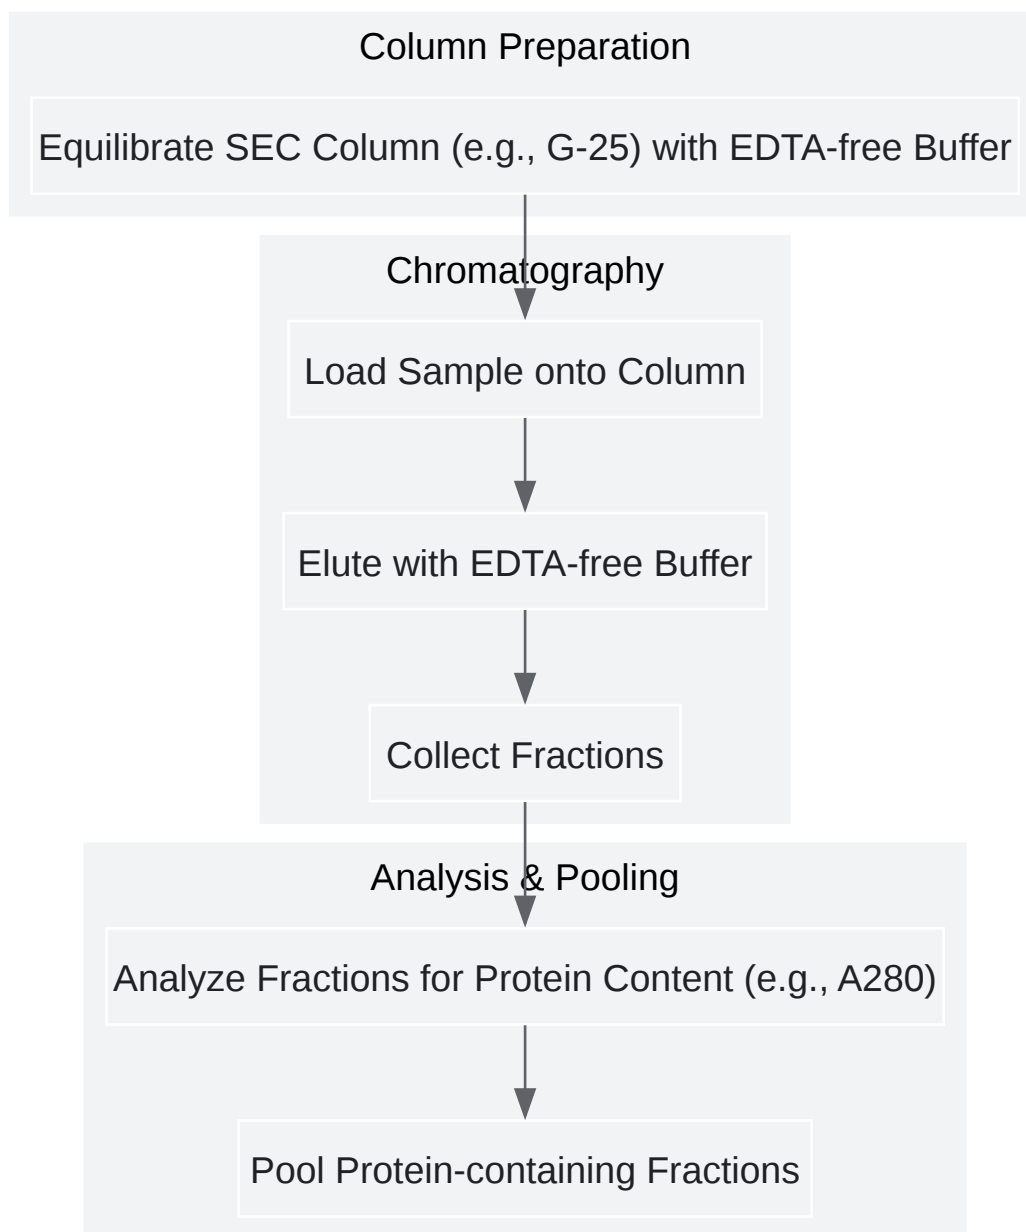 Column Preparation
Equilibrate SEC Column (e.g., G-25) with EDTA-free Buffer
Chromatography
Load Sample onto Column
Elute with EDTA-free Buffer
Collect Fractions
Analysis & Pooling
Analyze Fractions for Protein Content (e.g., A280)
Pool Protein-containing Fractions